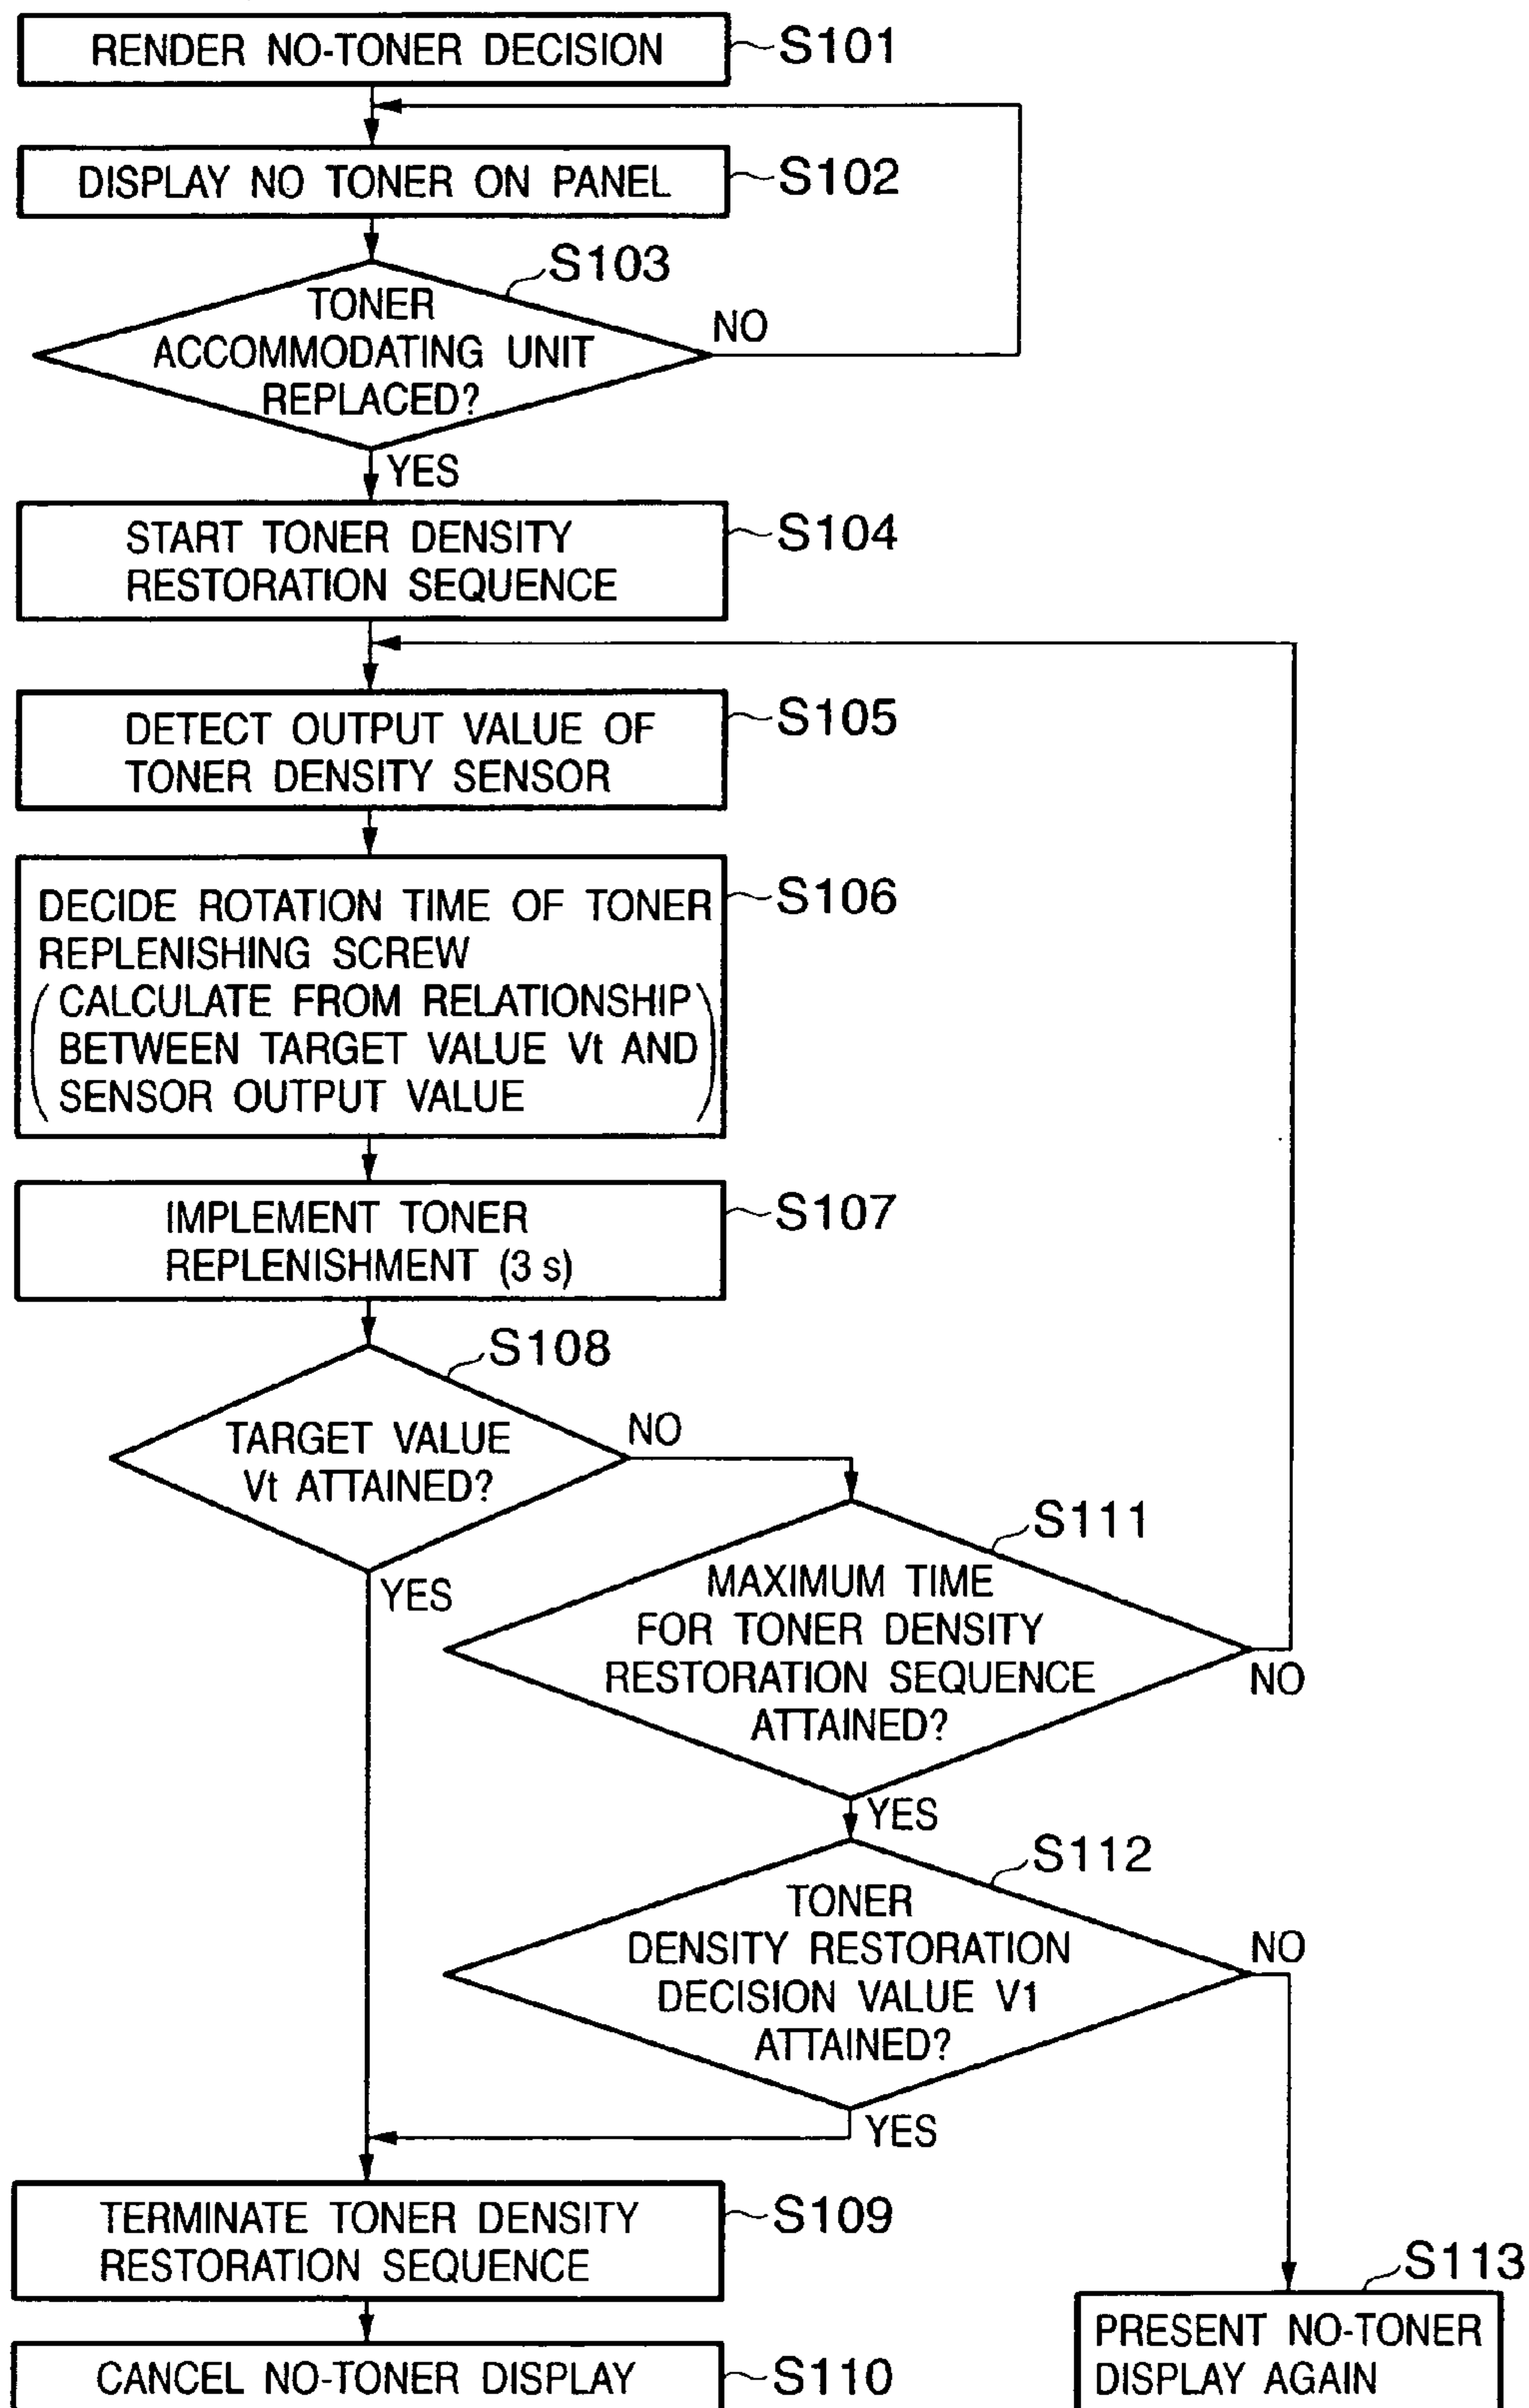 RENDER NO-TONER DECISION
S101
DISPLAY NO TONER ON PANEL
S102
S103
TONER
ACCOMMODATING UNIT
REPLACED?
NO
YES
START TONER DENSITY
RESTORATION SEQUENCE
S104
DETECT OUTPUT VALUE OF
TONER DENSITY SENSOR
S105
DECIDE ROTATION TIME OF TONER
REPLENISHING SCREW
(CALCULATE FROM RELATIONSHIP
BETWEEN TARGET VALUE Vt AND
SENSOR OUTPUT VALUE)
S106
IMPLEMENT TONER
REPLENISHMENT (3 s)
S107
S108
TARGET VALUE
Vt ATTAINED?
NO
YES
S111
MAXIMUM TIME
FOR TONER DENSITY
RESTORATION SEQUENCE
ATTAINED?
NO
YES
S112
TONER
DENSITY RESTORATION
DECISION VALUE V1
ATTAINED?
NO
YES
TERMINATE TONER DENSITY
RESTORATION SEQUENCE
S109
CANCEL NO-TONER DISPLAY
S110
S113
PRESENT NO-TONER
DISPLAY AGAIN